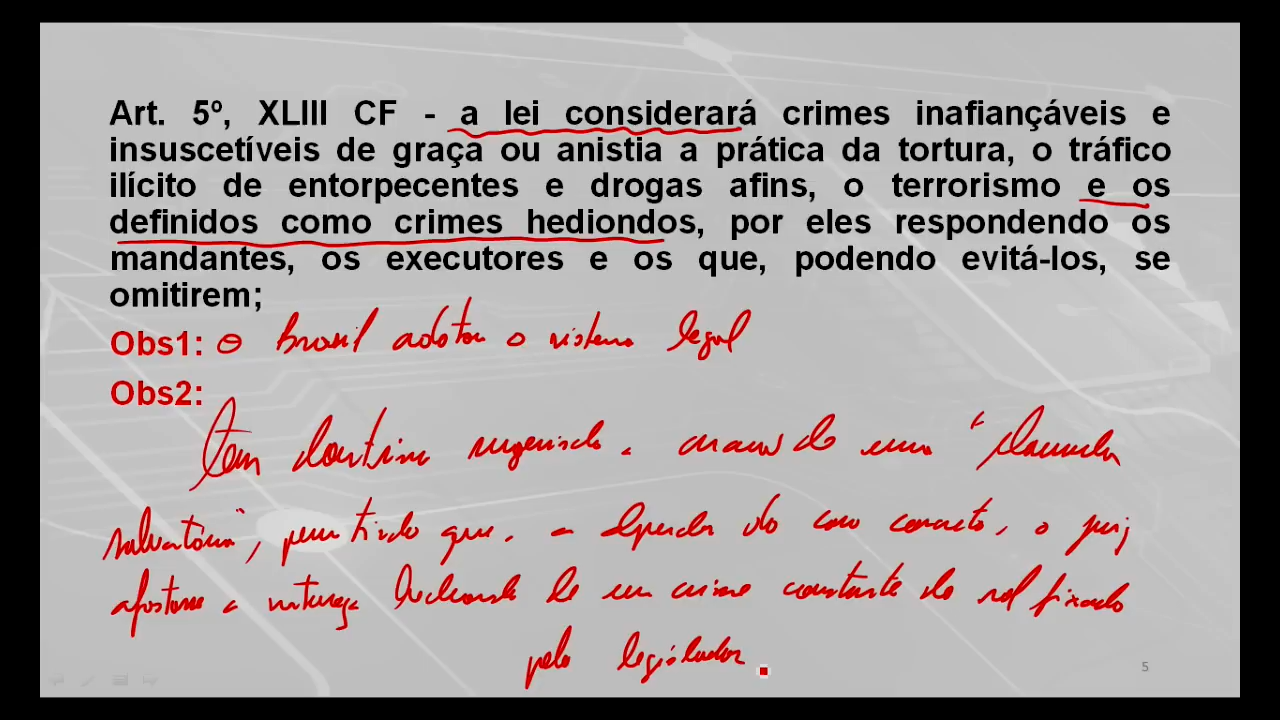 Art. 5º, XLIII CF - a lei considerará crimes inafiançáveis e
insuscetíveis de graça ou anistia a prática da tortura, o tráfico
ilícito de entorpecentes e drogas afins, o terrorismo e os
definidos como crimes hediondos, por eles respondendo os
mandantes, os executores e os que, podendo evitá-los, se
omitirem;
Obs1: O Brasil adotou o sistema legal
Obs2:
tem doutrina sugerindo a criação de uma "cláusula
salvatória", permitindo que, a depender do caso concreto, o juiz
afastasse a natureza hedionda de um crime constante do rol fixado
pelo legislador.
5